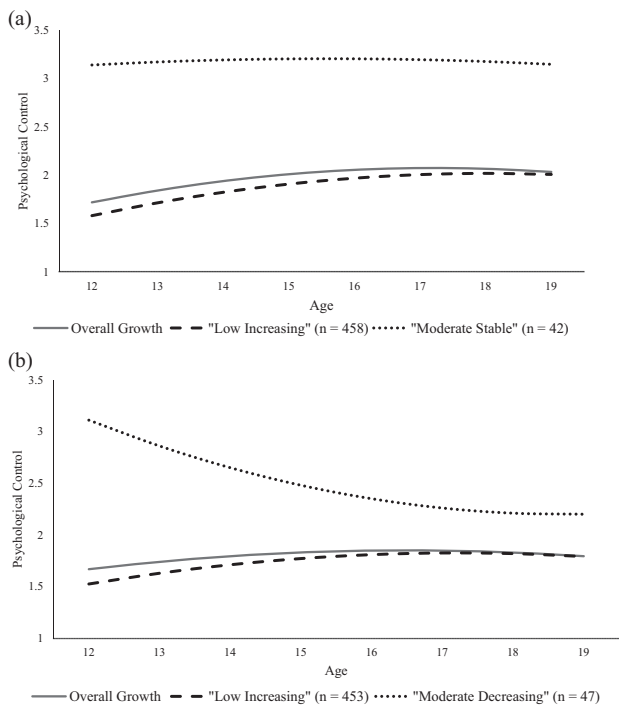 (a)
3.5
3
2.5
2
1.5
1
Psychological Control
12 13 14 15 16 17 18 19
Age
Overall Growth "Low Increasing" (n = 458) "Moderate Stable" (n = 42)
(b)
3.5
3
2.5
2
1.5
1
Psychological Control
12 13 14 15 16 17 18 19
Age
Overall Growth "Low Increasing" (n = 453) "Moderate Decreasing" (n = 47)